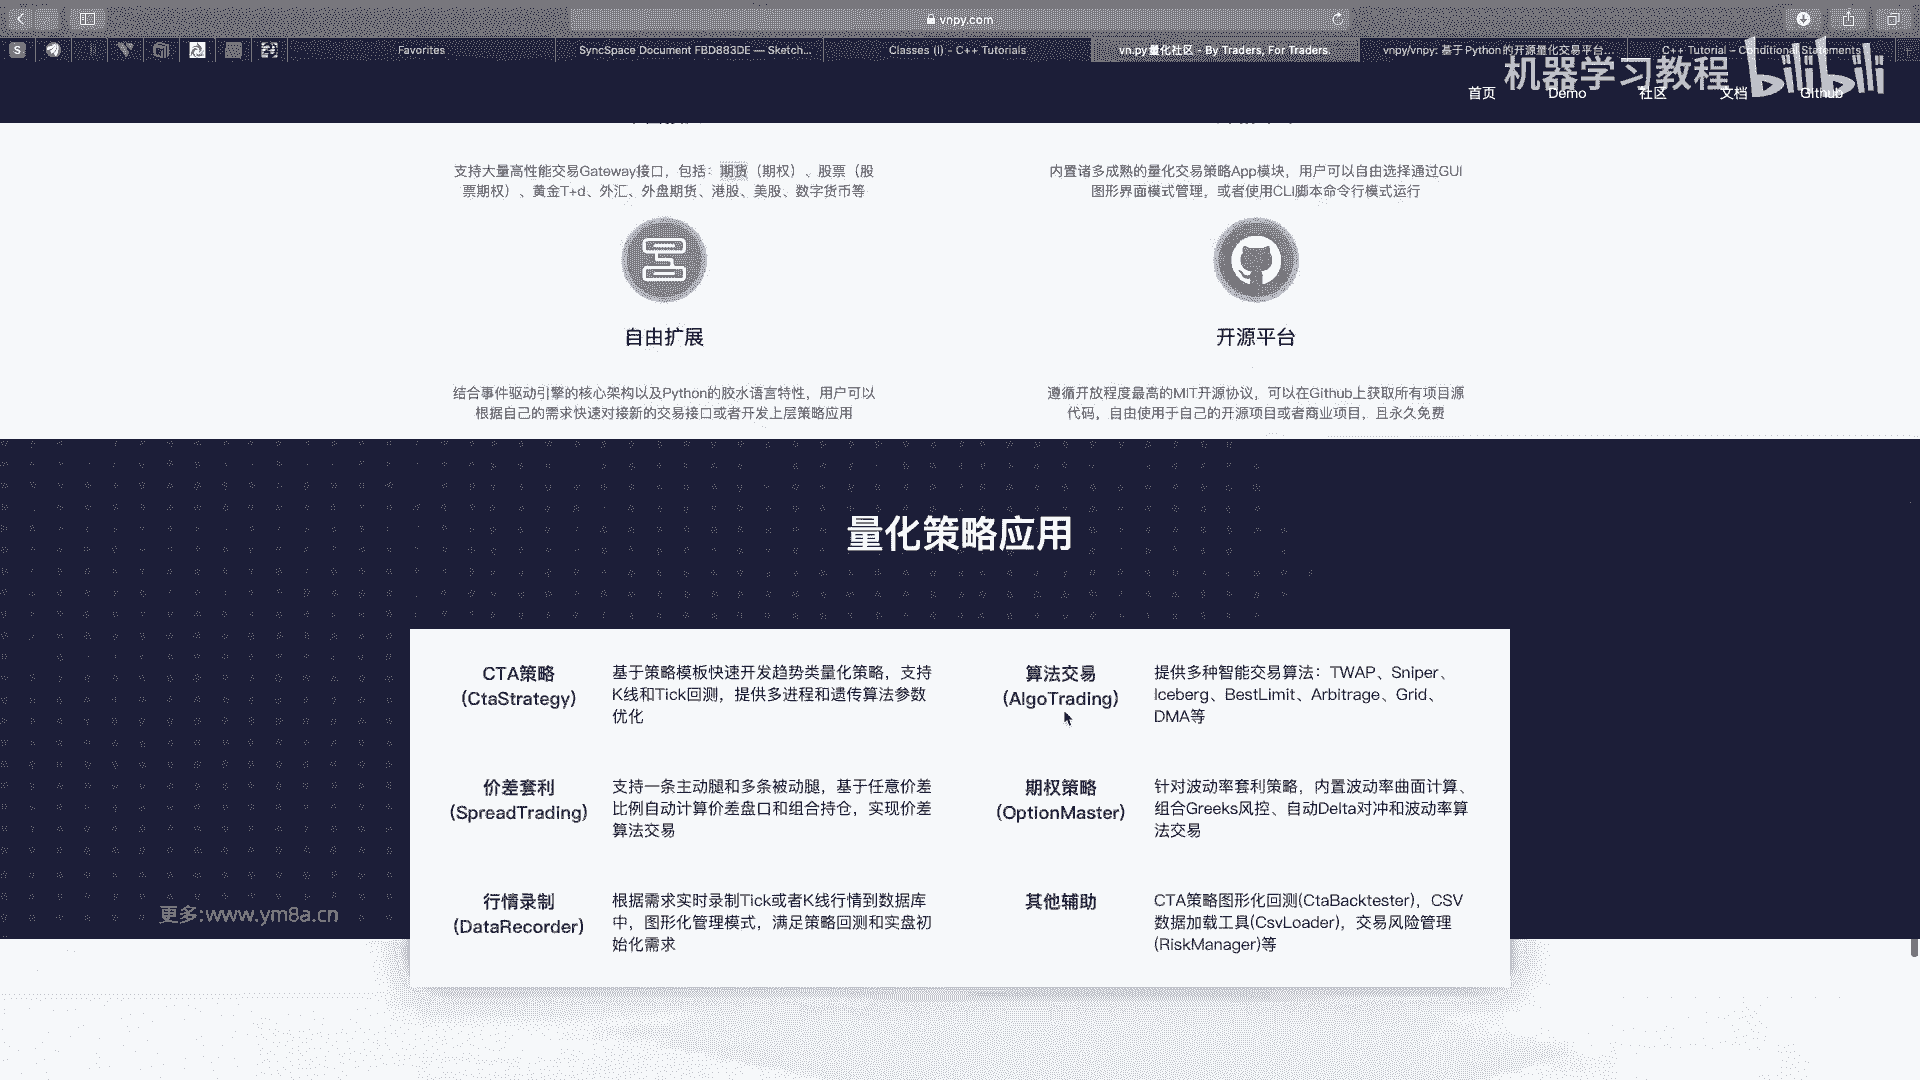 vnpy.com
Favorites
SyncSpace Document FBD883DE — Sketch...
Classes (I) - C++ Tutorials
vn.py量化社区 - By Traders, For Traders.
vnpy/vnpy: 基于Python的开源量化交易平台...
C++ Tutorial – Conditional Statements
机器学习教程 bilibili
首页
Demo
社区
文档
Github
支持大量高性能交易Gateway接口，包括：期货（期权）、股票（股
票期权）、黄金T+d、外汇、外盘期货、港股、美股、数字货币等
内置诸多成熟的量化交易策略App模块，用户可以自由选择通过GUI
图形界面模式管理，或者使用CLI脚本命令行模式运行
自由扩展
结合事件驱动引擎的核心架构以及Python的胶水语言特性，用户可以
根据自己的需求快速对接新的交易接口或者开发上层策略应用
开源平台
遵循开放程度最高的MIT开源协议，可以在Github上获取所有项目源
代码，自由使用于自己的开源项目或者商业项目，且永久免费
量化策略应用
CTA策略
(CtaStrategy)
基于策略模板快速开发趋势类量化策略，支持
K线和Tick回测，提供多进程和遗传算法参数
优化
算法交易
(AlgoTrading)
提供多种智能交易算法：TWAP、Sniper、
Iceberg、BestLimit、Arbitrage、Grid、
DMA等
价差套利
(SpreadTrading)
支持一条主动腿和多条被动腿，基于任意价差
比例自动计算价差盘口和组合持仓，实现价差
算法交易
期权策略
(OptionMaster)
针对波动率套利策略，内置波动率曲面计算、
组合Greeks风控、自动Delta对冲和波动率算
法交易
行情录制
(DataRecorder)
根据需求实时录制Tick或者K线行情到数据库
中，图形化管理模式，满足策略回测和实盘初
始化需求
其他辅助
CTA策略图形化回测(CtaBacktester)，CSV
数据加载工具(CsvLoader)，交易风险管理
(RiskManager)等
更多:www.ym8a.cn